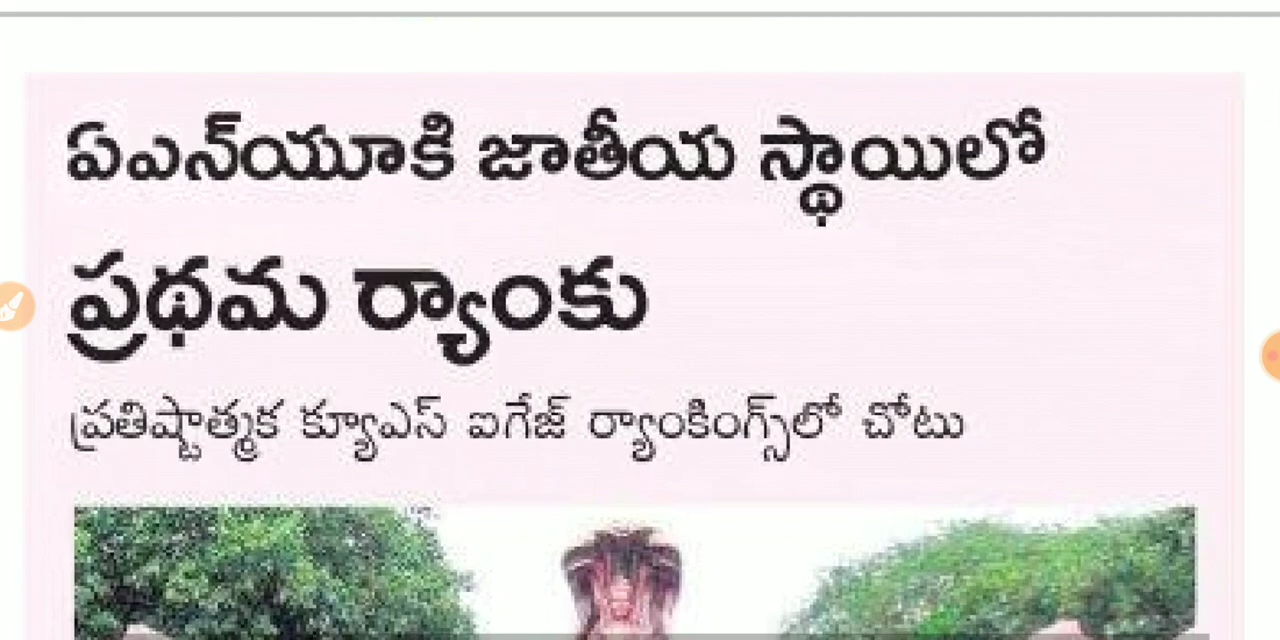 ఏఎన్‌యూకి జాతీయ స్థాయిలో
ప్రథమ ర్యాంకు
ప్రతిష్టాత్మక క్యూఎస్ ఐగేజ్ ర్యాంకింగ్స్‌లో చోటు